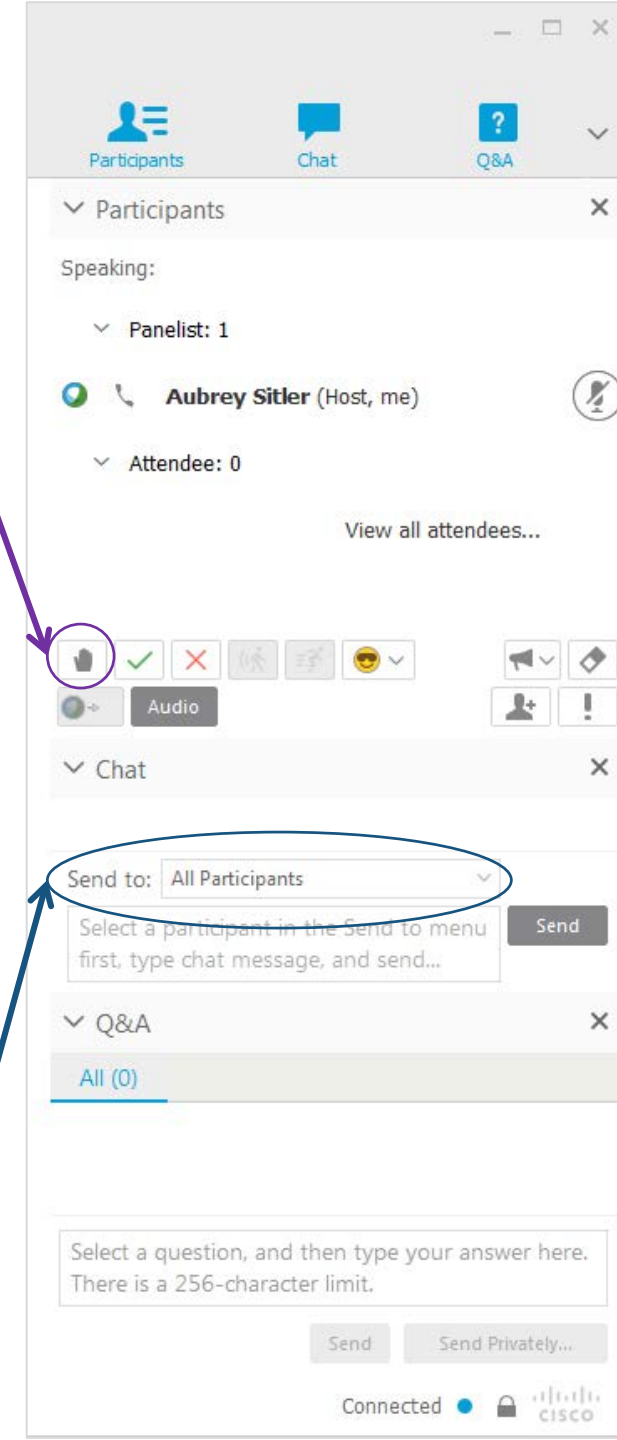 Participants Chat Q&A
Participants
Speaking:
Panelist: 1
Aubrey Sitler (Host, me)
Attendee: 0
View all attendees...
Audio
Chat
Send to: All Participants
Select a participant in the Send to menu
first, type chat message, and send...
Send
Q&A
All (0)
Select a question, and then type your answer here.
There is a 256-character limit.
Send Send Privately...
Connected CISCO